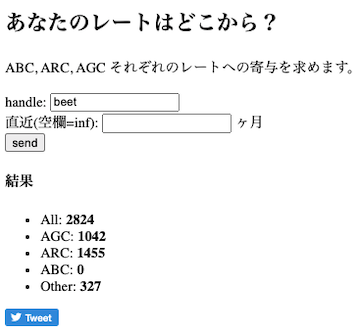 あなたのレートはどこから？
ABC, ARC, AGC それぞれのレートへの寄与を求めます。
handle: beet
直近(空欄=inf): ヶ月
send
結果
All: 2824
AGC: 1042
ARC: 1455
ABC: 0
Other: 327
Tweet